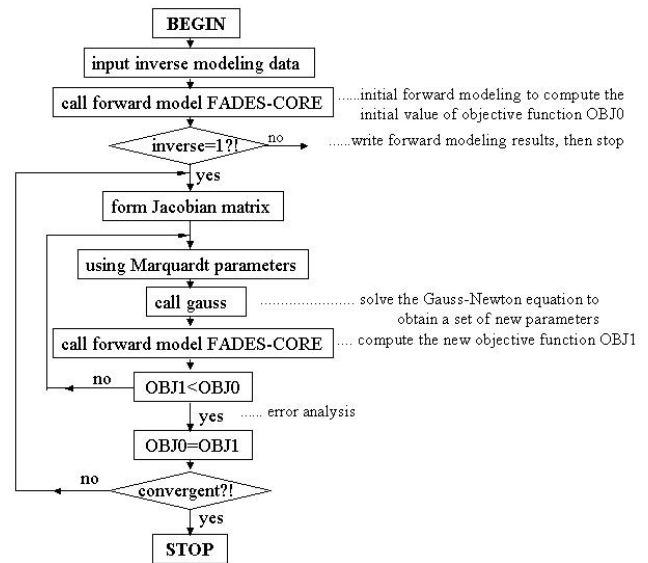 BEGIN
input inverse modeling data
call forward model FADES-CORE
......initial forward modeling to compute the
initial value of objective function OBJ0
inverse=1?!
no
......write forward modeling results, then stop
yes
form Jacobian matrix
using Marquardt parameters
call gauss
........................ solve the Gauss-Newton equation to
obtain a set of new parameters
call forward model FADES-CORE
.... compute the new objective function OBJ1
no
OBJ1<OBJ0
yes
...... error analysis
OBJ0=OBJ1
no
convergent?!
yes
STOP